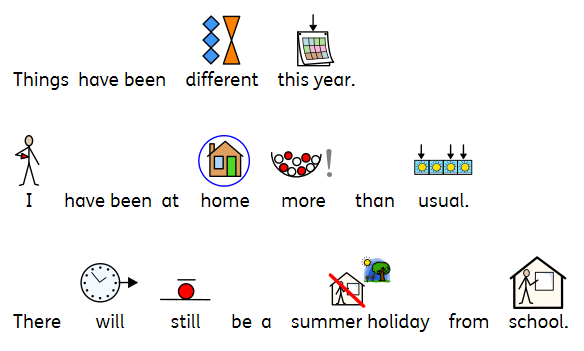 Things have been different this year.
I have been at home more than usual.
There will still be a summer holiday from school.